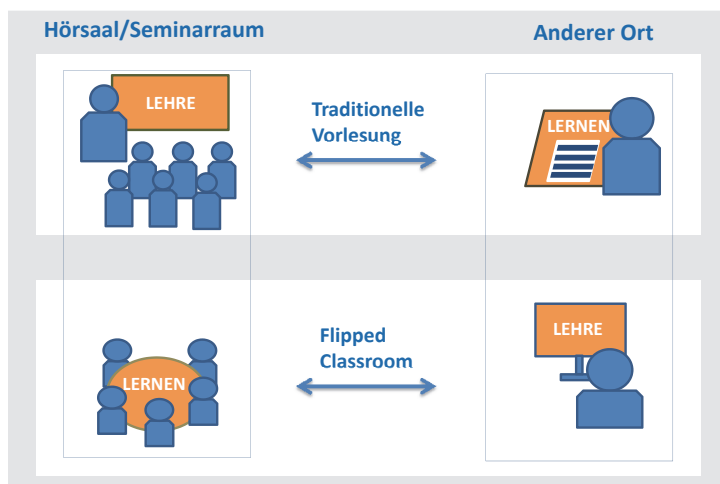 Hörsaal/Seminarraum
Anderer Ort
LEHRE
Traditionelle
Vorlesung
LERNEN
LERNEN
Flipped
Classroom
LEHRE